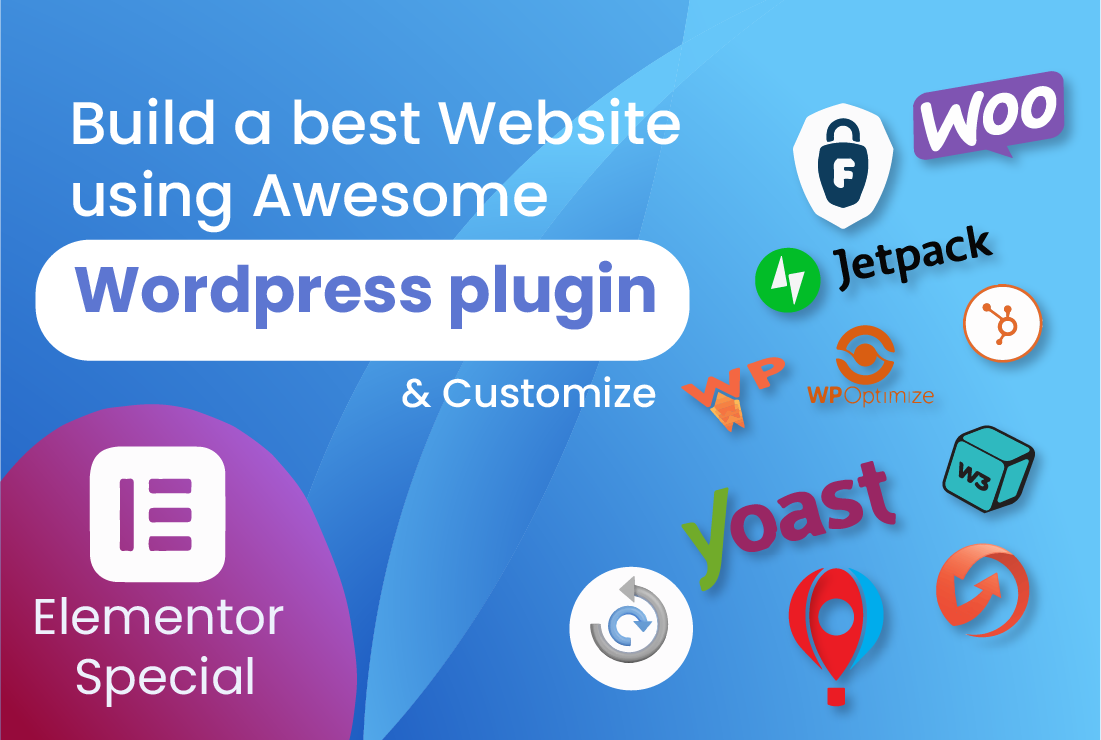 Build a best Website
using Awesome
Wordpress plugin
& Customize
Elementor
Special
WOO
F
Jetpack
WP
WPOptimize
W3
yoast